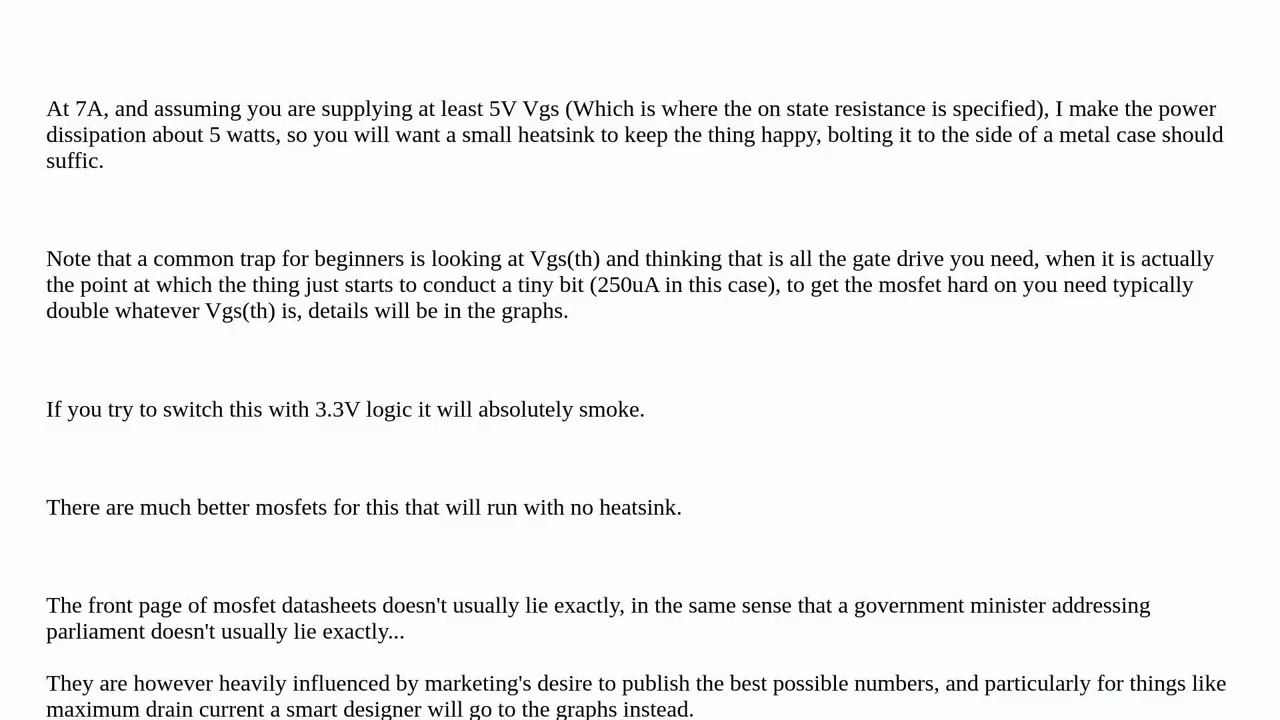 At 7A, and assuming you are supplying at least 5V Vgs (Which is where the on state resistance is specified), I make the power
dissipation about 5 watts, so you will want a small heatsink to keep the thing happy, bolting it to the side of a metal case should
suffic.
Note that a common trap for beginners is looking at Vgs(th) and thinking that is all the gate drive you need, when it is actually
the point at which the thing just starts to conduct a tiny bit (250uA in this case), to get the mosfet hard on you need typically
double whatever Vgs(th) is, details will be in the graphs.
If you try to switch this with 3.3V logic it will absolutely smoke.
There are much better mosfets for this that will run with no heatsink.
The front page of mosfet datasheets doesn't usually lie exactly, in the same sense that a government minister addressing
parliament doesn't usually lie exactly...
They are however heavily influenced by marketing's desire to publish the best possible numbers, and particularly for things like
maximum drain current a smart designer will go to the graphs instead.